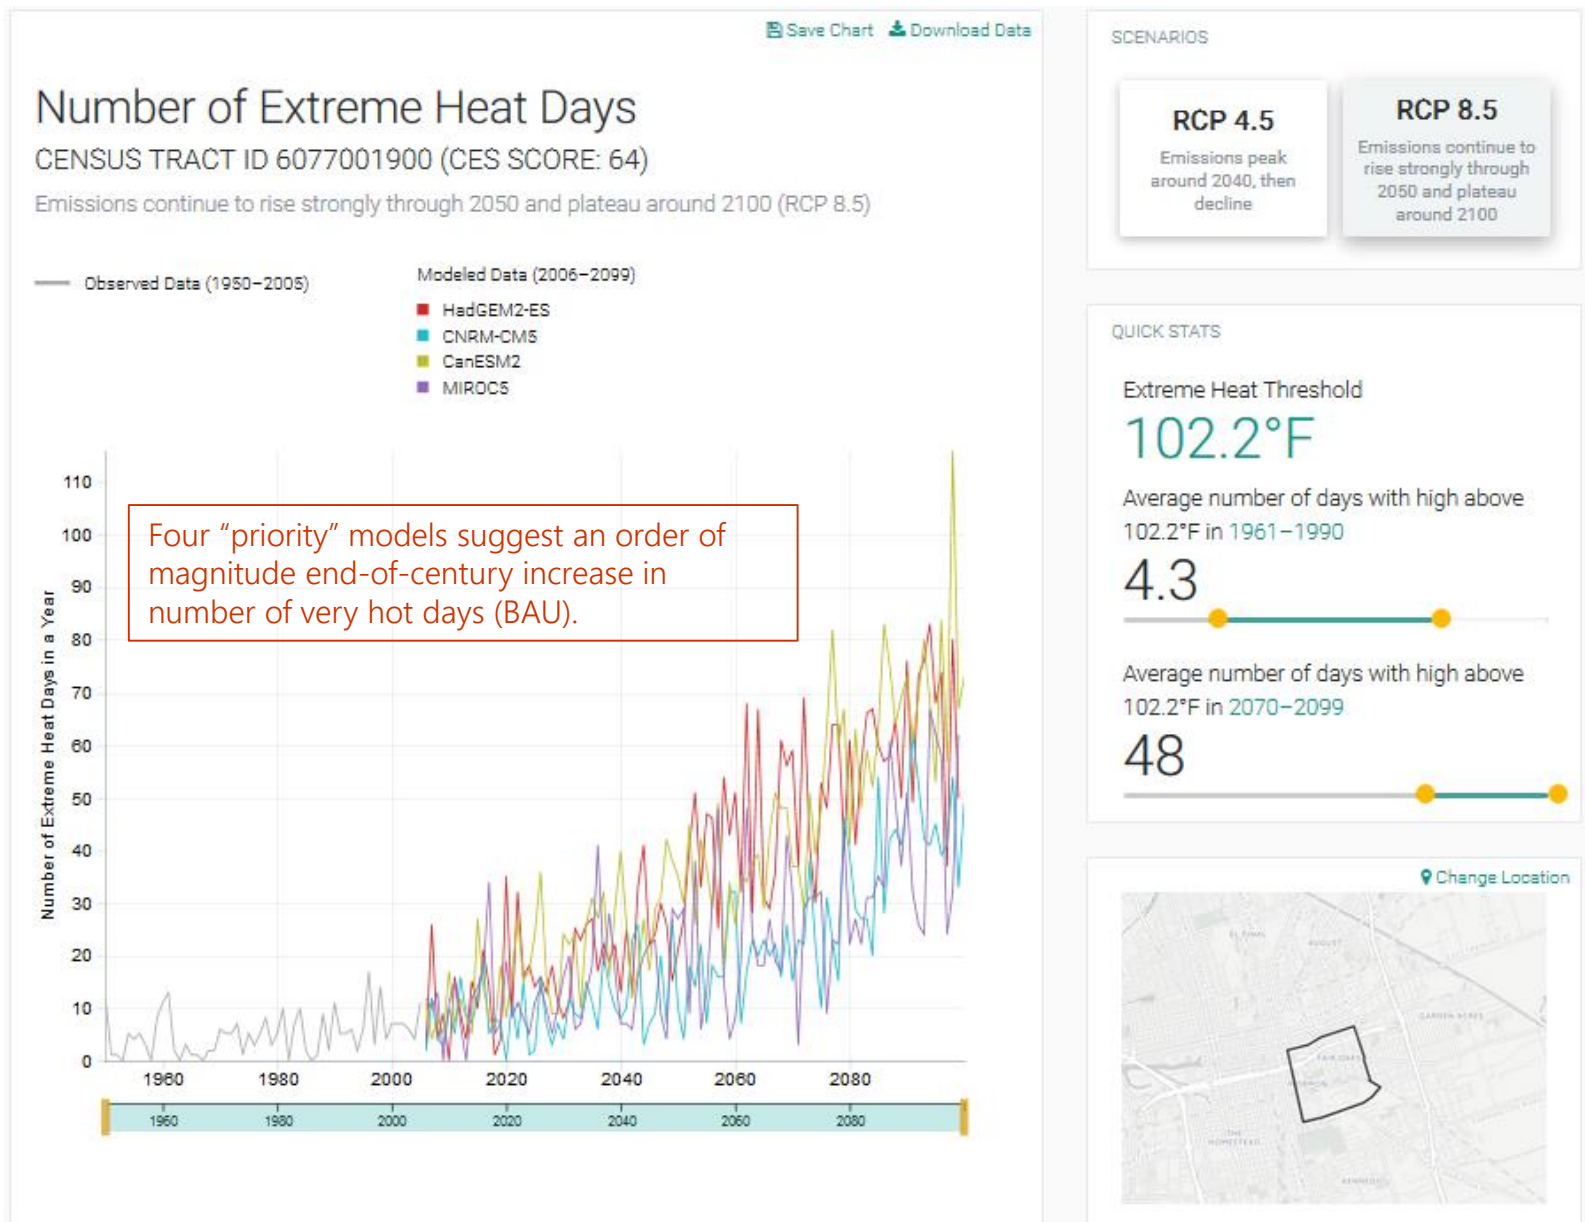 Save Chart Download Data
Number of Extreme Heat Days
CENSUS TRACT ID 6077001900 (CES SCORE: 64)
Emissions continue to rise strongly through 2050 and plateau around 2100 (RCP 8.5)
Observed Data (1950–2005)
Modeled Data (2006–2099)
HadGEM2-ES
CNRM-CM5
CanESM2
MIROC5
Four “priority” models suggest an order of
magnitude end-of-century increase in
number of very hot days (BAU).
Number of Extreme Heat Days in a Year
110
100
90
80
70
60
50
40
30
20
10
0
1960 1980 2000 2020 2040 2060 2080
1960 1980 2000 2020 2040 2060 2080
SCENARIOS
RCP 4.5
Emissions peak
around 2040, then
decline
RCP 8.5
Emissions continue to
rise strongly through
2050 and plateau
around 2100
QUICK STATS
Extreme Heat Threshold
102.2°F
Average number of days with high above
102.2°F in 1961–1990
4.3
Average number of days with high above
102.2°F in 2070–2099
48
Change Location
AUGUST
GARDEN ACRES
FAIR OAKS
THE
HOMESTEAD
KENNEDY